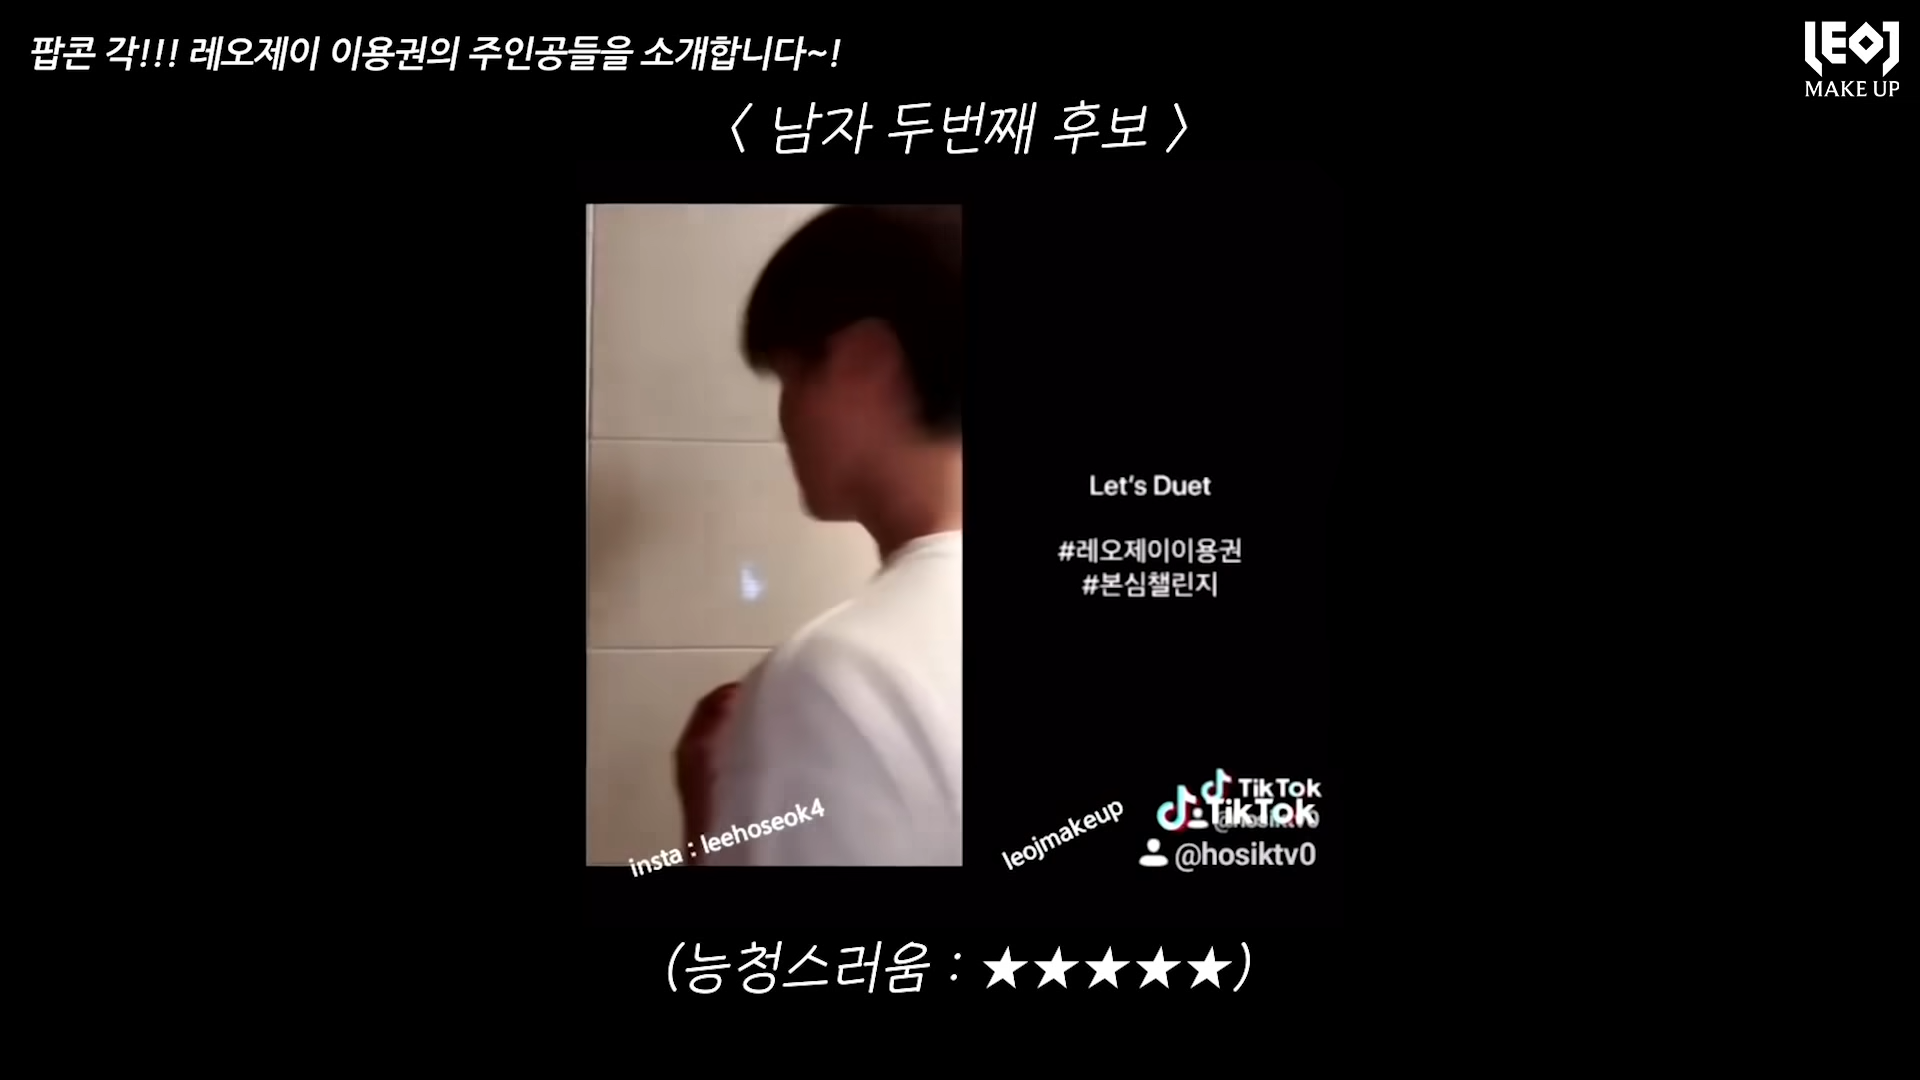 팝콘 각!!! 레오제이 이용권의 주인공들을 소개합니다~!
LEOJ
MAKE UP
< 남자 두번째 후보 >
Let's Duet
#레오제이이용권
#본심챌린지
insta : leehoseok4
leojmakeup
TikTok
TikTok
@hosiktv0
@hosiktv0
(능청스러움 : ★★★★★)